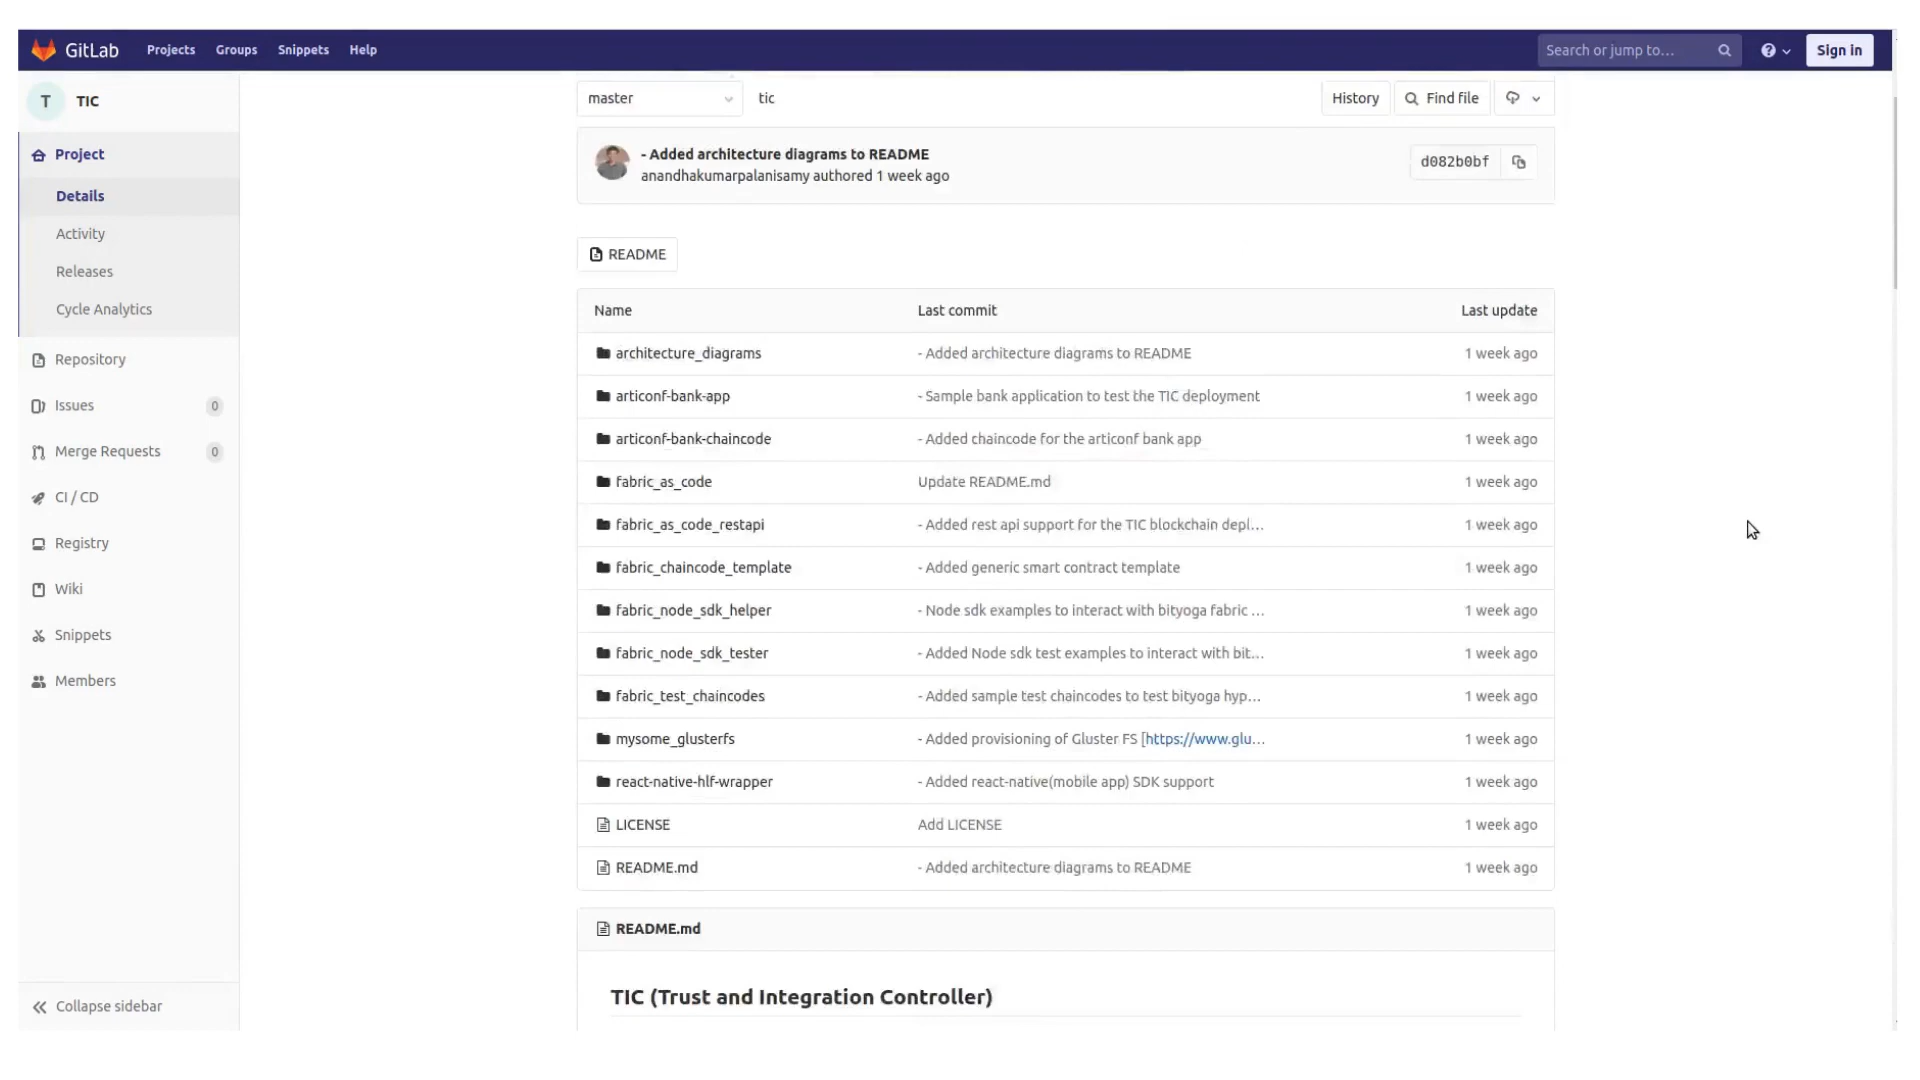 GitLab Projects Groups Snippets Help Search or jump to... Sign in
T TIC
Project
Details
Activity
Releases
Cycle Analytics
Repository
Issues 0
Merge Requests 0
CI / CD
Registry
Wiki
Snippets
Members
Collapse sidebar
master tic History Find file
- Added architecture diagrams to README
anandhakumarpalanisamy authored 1 week ago
d082b0bf
README
Name Last commit Last update
architecture_diagrams - Added architecture diagrams to README 1 week ago
articonf-bank-app - Sample bank application to test the TIC deployment 1 week ago
articonf-bank-chaincode - Added chaincode for the articonf bank app 1 week ago
fabric_as_code Update README.md 1 week ago
fabric_as_code_restapi - Added rest api support for the TIC blockchain depl... 1 week ago
fabric_chaincode_template - Added generic smart contract template 1 week ago
fabric_node_sdk_helper - Node sdk examples to interact with bityoga fabric ... 1 week ago
fabric_node_sdk_tester - Added Node sdk test examples to interact with bit... 1 week ago
fabric_test_chaincodes - Added sample test chaincodes to test bityoga hyp... 1 week ago
mysome_glusterfs - Added provisioning of Gluster FS [https://www.glu... 1 week ago
react-native-hlf-wrapper - Added react-native(mobile app) SDK support 1 week ago
LICENSE Add LICENSE 1 week ago
README.md - Added architecture diagrams to README 1 week ago
README.md
TIC (Trust and Integration Controller)